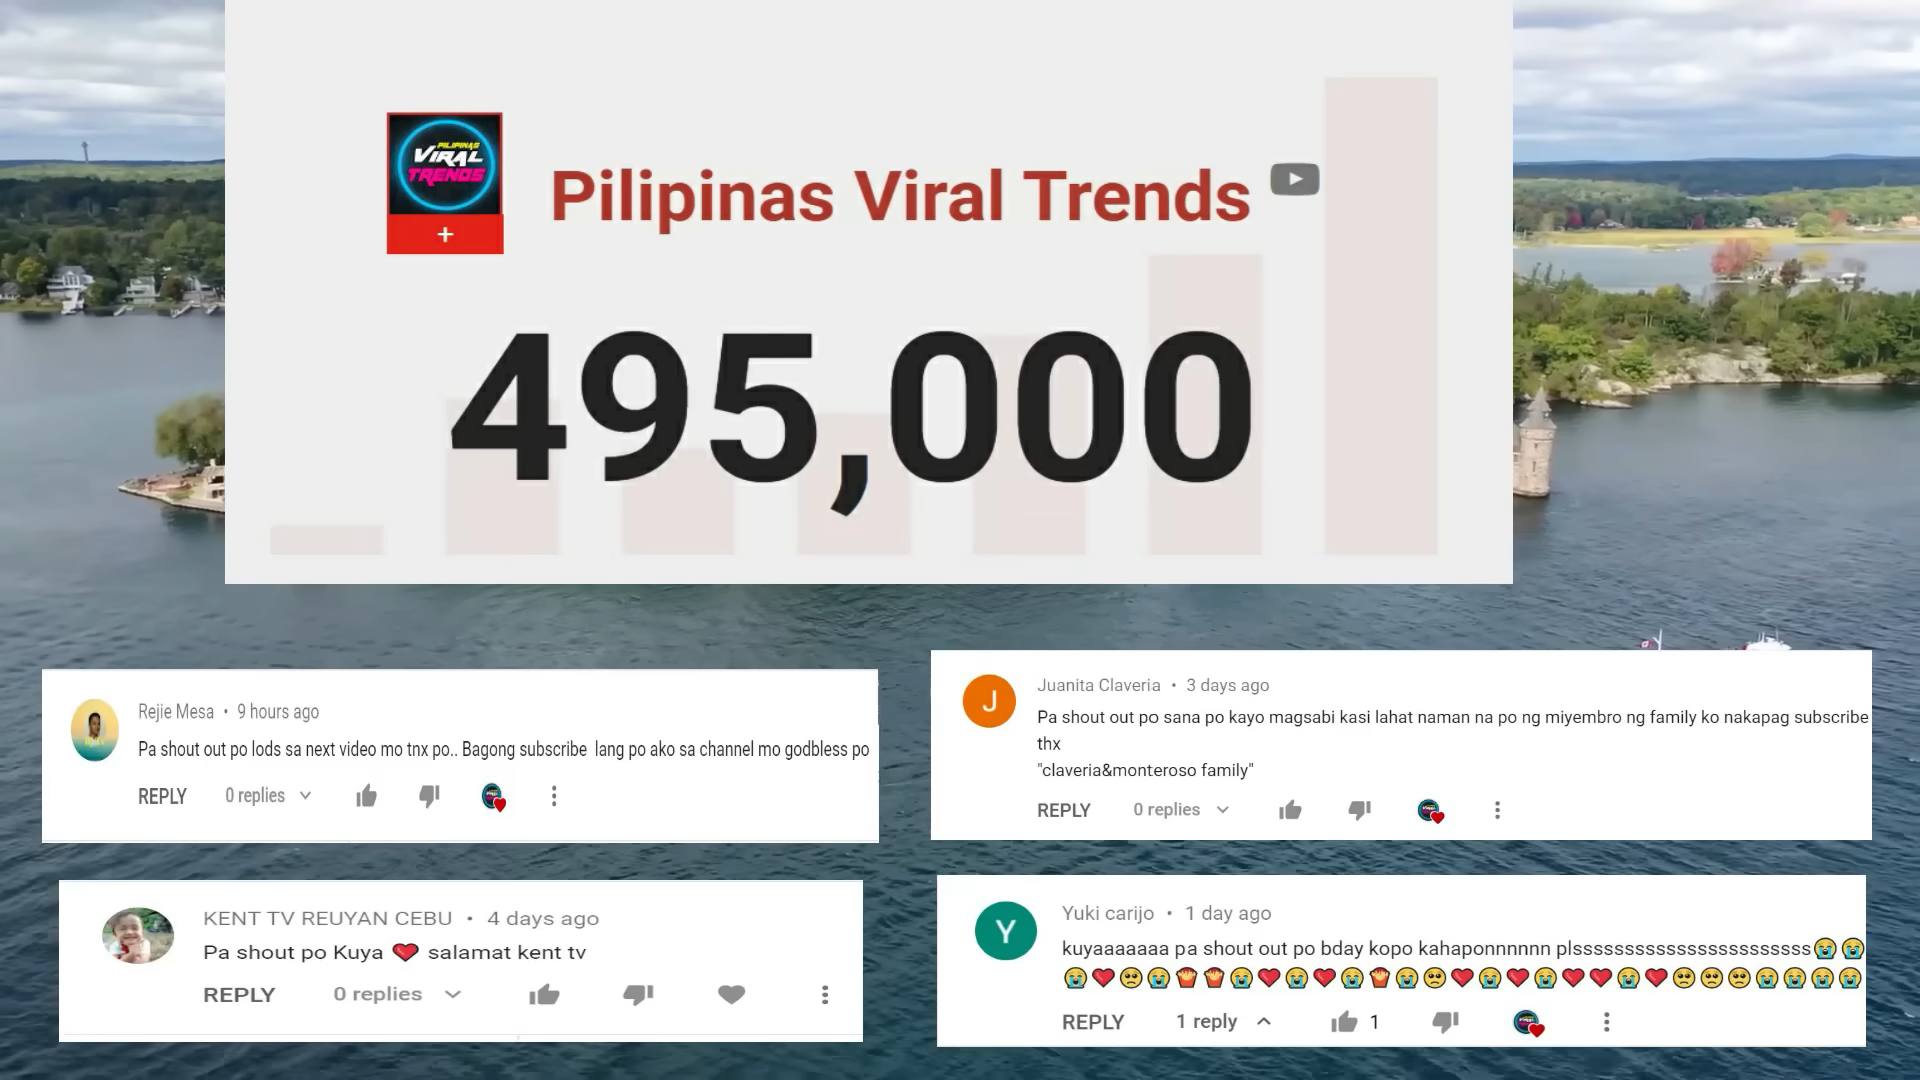 PILIPINAS
VIRAL
TRENDS
+
Pilipinas Viral Trends
495,000
Rejie Mesa • 9 hours ago
Pa shout out po lods sa next video mo tnx po.. Bagong subscribe lang po ako sa channel mo godbless po
REPLY 0 replies
J
Juanita Claveria • 3 days ago
Pa shout out po sana po kayo magsabi kasi lahat naman na po ng miyembro ng family ko nakapag subscribe
thx
"claveria&monteroso family"
REPLY 0 replies
KENT TV REUYAN CEBU • 4 days ago
Pa shout po Kuya ❤️ salamat kent tv
REPLY 0 replies
Y
Yuki carijo • 1 day ago
kuyaaaaaaa pa shout out po bday kopo kahaponnnnnn plsssssssssssssssssssssss😭😭
😭❤️🥺😭🍟🍟😭❤️😭❤️😭🍟😭🥺❤️😭❤️😭❤️❤️😭❤️🥺🥺🥺😭😭😭😭
REPLY 1 reply 1